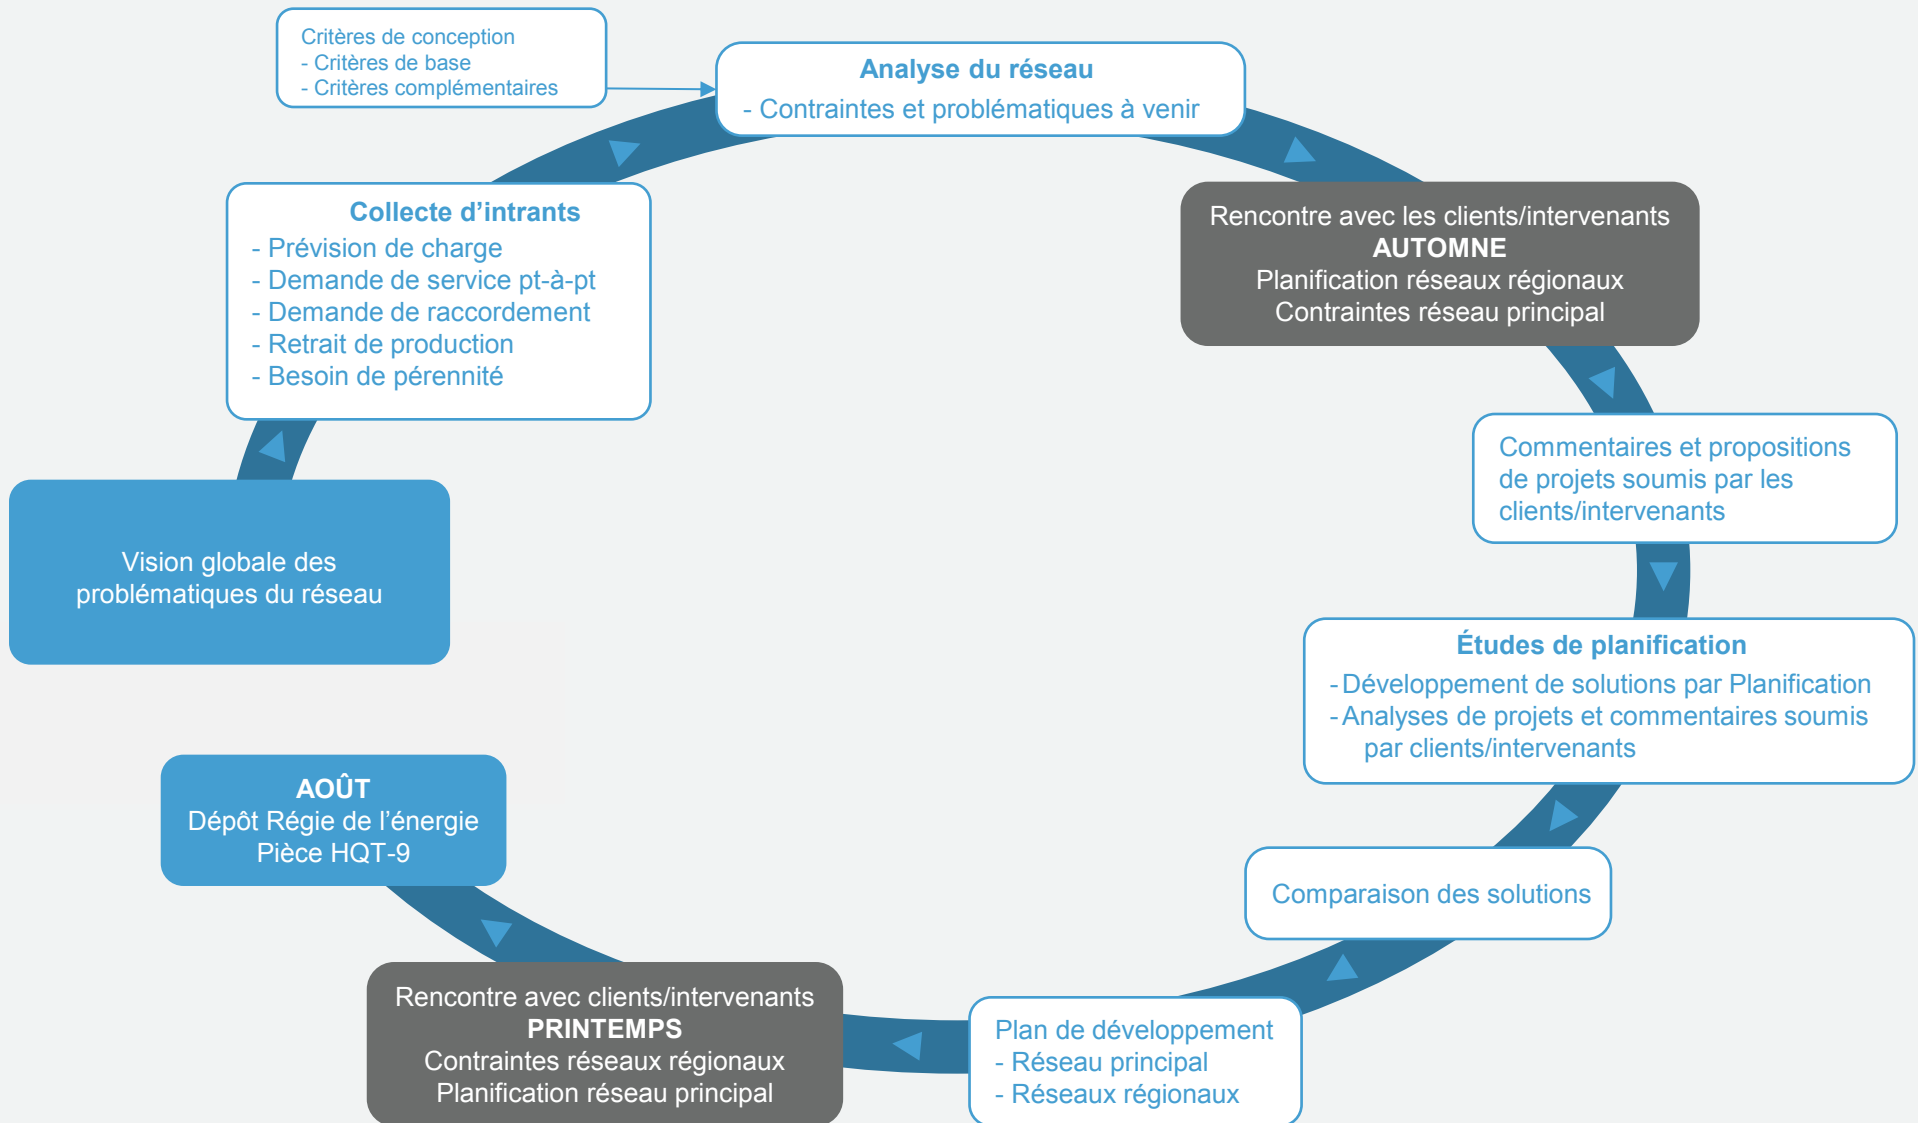 Critères de conception
- Critères de base
- Critères complémentaires
Analyse du réseau
- Contraintes et problématiques à venir
Collecte d’intrants
- Prévision de charge
- Demande de service pt-à-pt
- Demande de raccordement
- Retrait de production
- Besoin de pérennité
Rencontre avec les clients/intervenants
AUTOMNE
Planification réseaux régionaux
Contraintes réseau principal
Commentaires et propositions
de projets soumis par les
clients/intervenants
Vision globale des
problématiques du réseau
Études de planification
- Développement de solutions par Planification
- Analyses de projets et commentaires soumis
par clients/intervenants
AOÛT
Dépôt Régie de l’énergie
Pièce HQT-9
Comparaison des solutions
Rencontre avec clients/intervenants
PRINTEMPS
Contraintes réseaux régionaux
Planification réseau principal
Plan de développement
- Réseau principal
- Réseaux régionaux